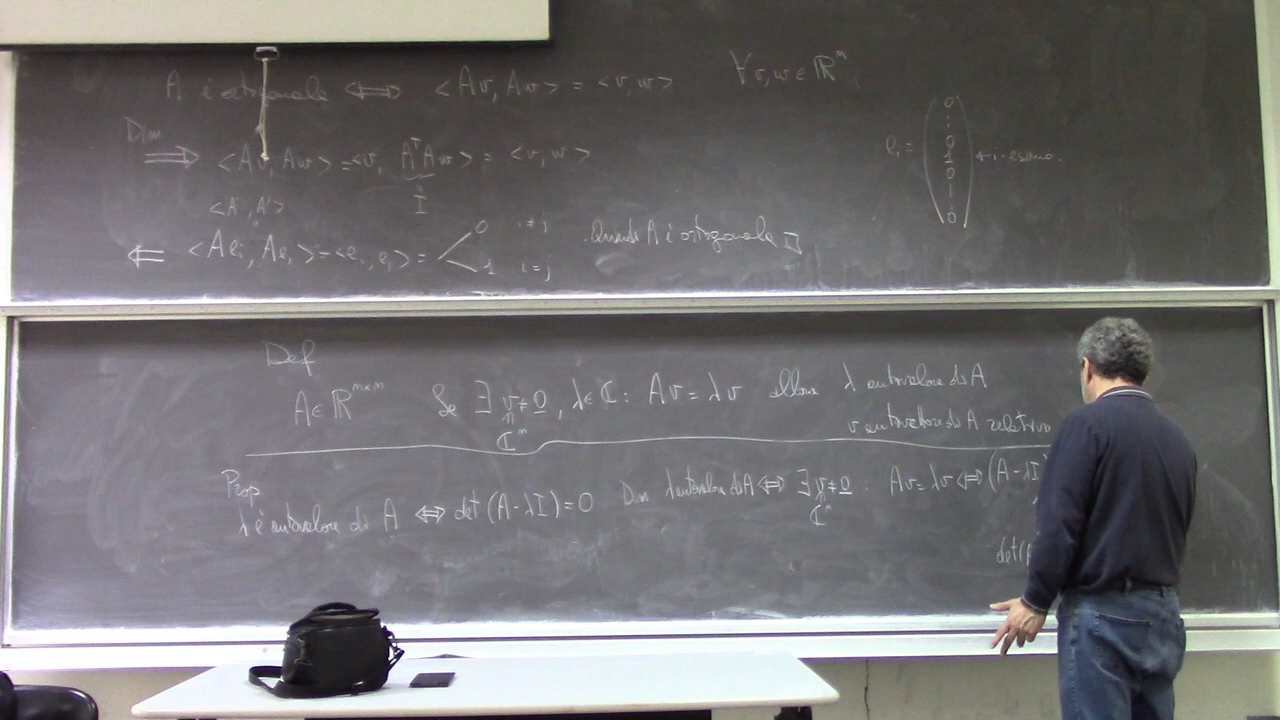 A è ortogonale ⟺ <Av, Aw> = <v, w> ∀ v,w ∈ ℝⁿ
Dim
⟹ <Av, Aw> = <v, AᵀAw> = <v, w>
I
<Aⁱ, Aʲ>
⟸ <Aeᵢ, Aeⱼ> = <eᵢ, eⱼ> = 0 i≠j
1 i=j
Quindi A è ortogonale □
eᵢ = (0 ⋮ 0 1 0 ⋮ 0) ← i-esimo
Def
A ∈ ℝⁿˣⁿ Se ∃ v ≠ 0, λ ∈ ℂ : Av = λv allora λ autovalore di A
ℂⁿ
v autovettore di A relativo
Prop
λ è autovalore di A ⟺ det(A-λI)=0
Dim λ autovalore di A ⟺ ∃ v ≠ 0 : Av = λv ⟺ (A-λI)
ℂⁿ
det(